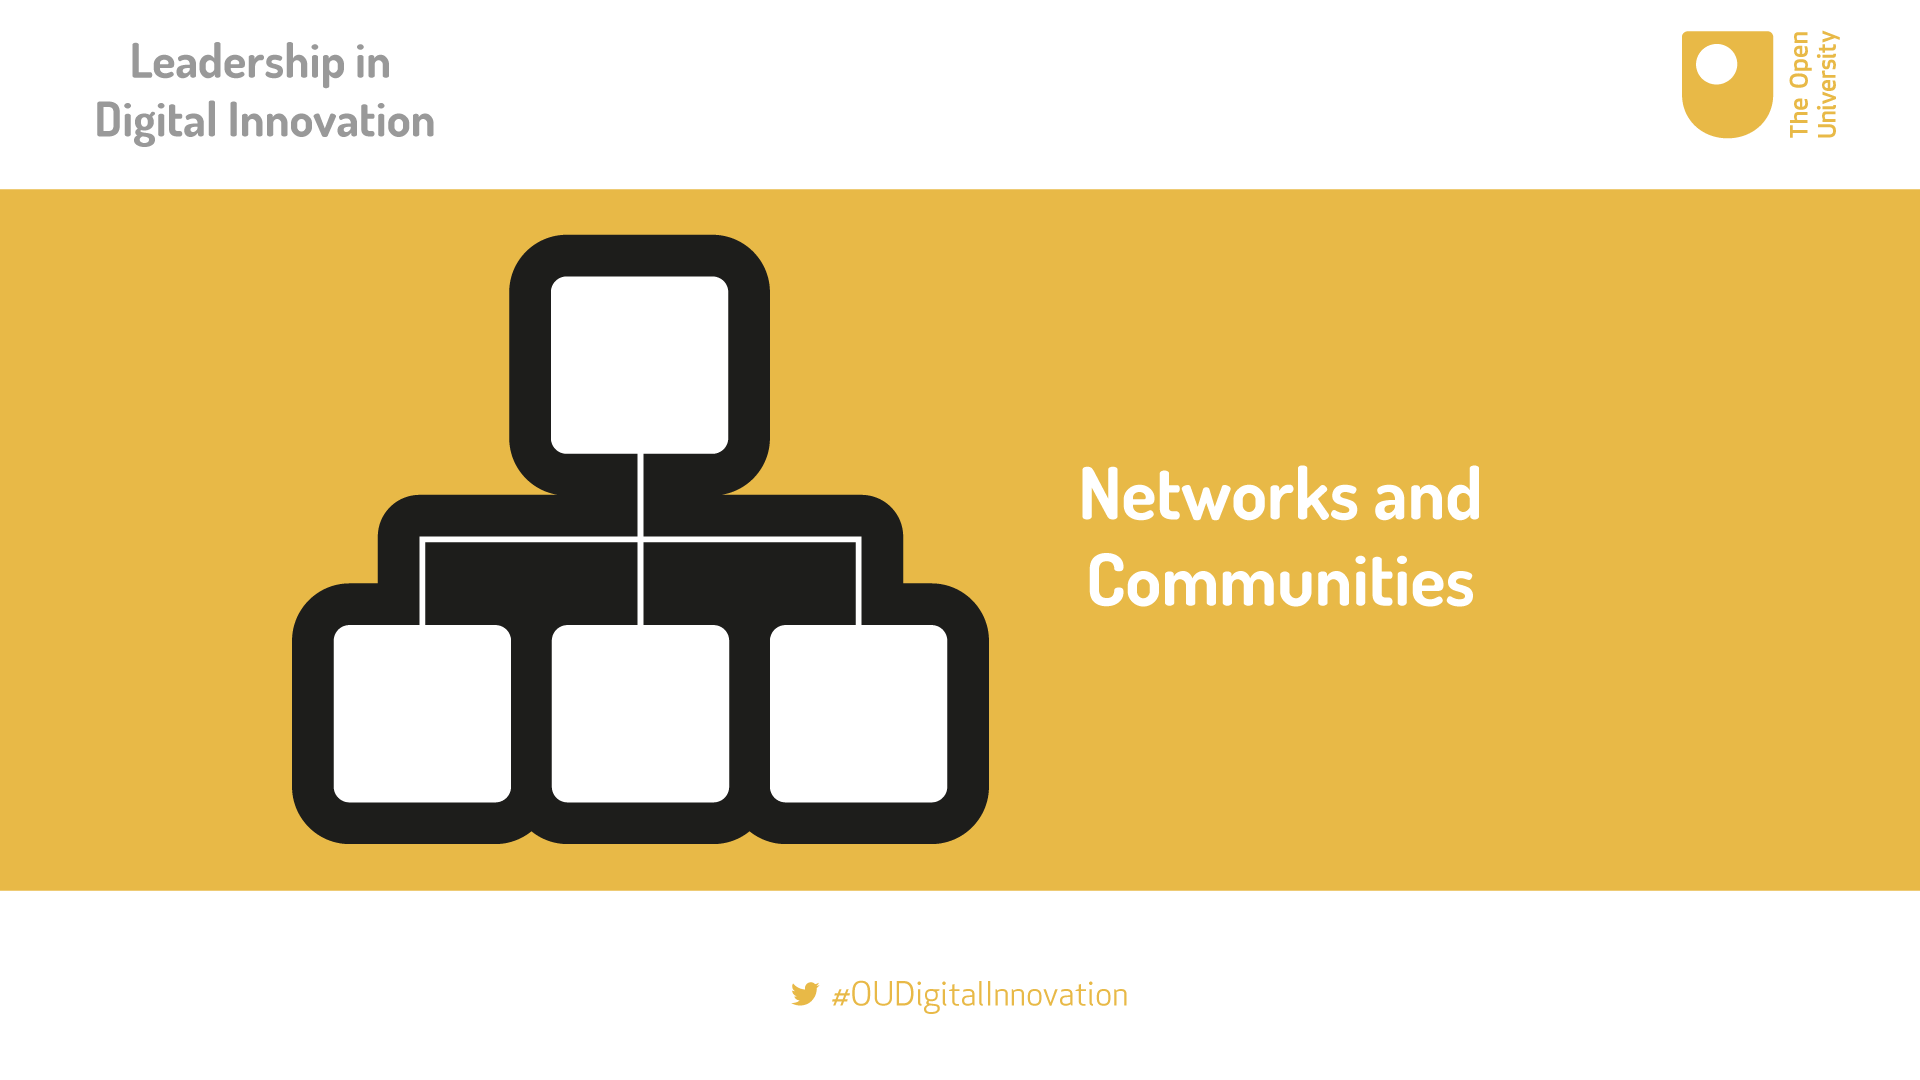 Leadership in
Digital Innovation
The Open
University
Networks and
Communities
#OUDigitalInnovation